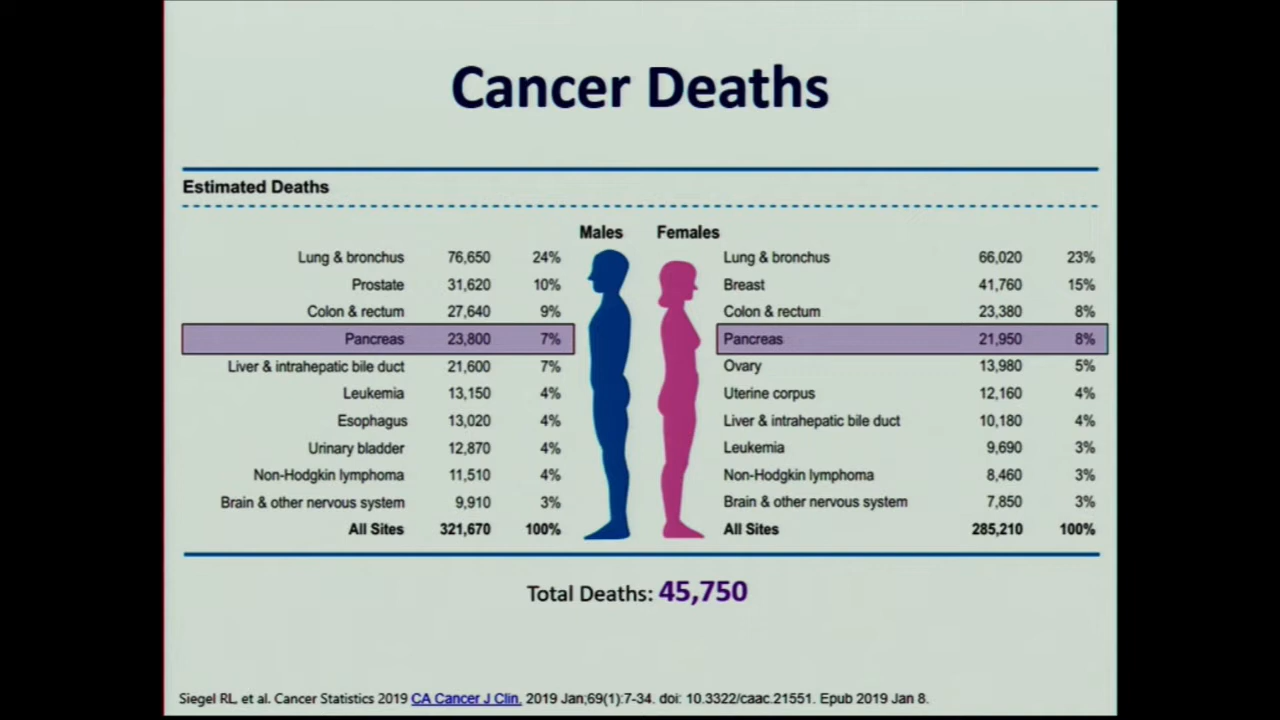 Cancer Deaths
Estimated Deaths
Males Females
Lung & bronchus 76,650 24% Lung & bronchus 66,020 23%
Prostate 31,620 10% Breast 41,760 15%
Colon & rectum 27,640 9% Colon & rectum 23,380 8%
Pancreas 23,800 7% Pancreas 21,950 8%
Liver & intrahepatic bile duct 21,600 7% Ovary 13,980 5%
Leukemia 13,150 4% Uterine corpus 12,160 4%
Esophagus 13,020 4% Liver & intrahepatic bile duct 10,180 4%
Urinary bladder 12,870 4% Leukemia 9,690 3%
Non-Hodgkin lymphoma 11,510 4% Non-Hodgkin lymphoma 8,460 3%
Brain & other nervous system 9,910 3% Brain & other nervous system 7,850 3%
All Sites 321,670 100% All Sites 285,210 100%
Total Deaths: 45,750
Siegel RL, et al. Cancer Statistics 2019 CA Cancer J Clin. 2019 Jan;69(1):7-34. doi: 10.3322/caac.21551. Epub 2019 Jan 8.